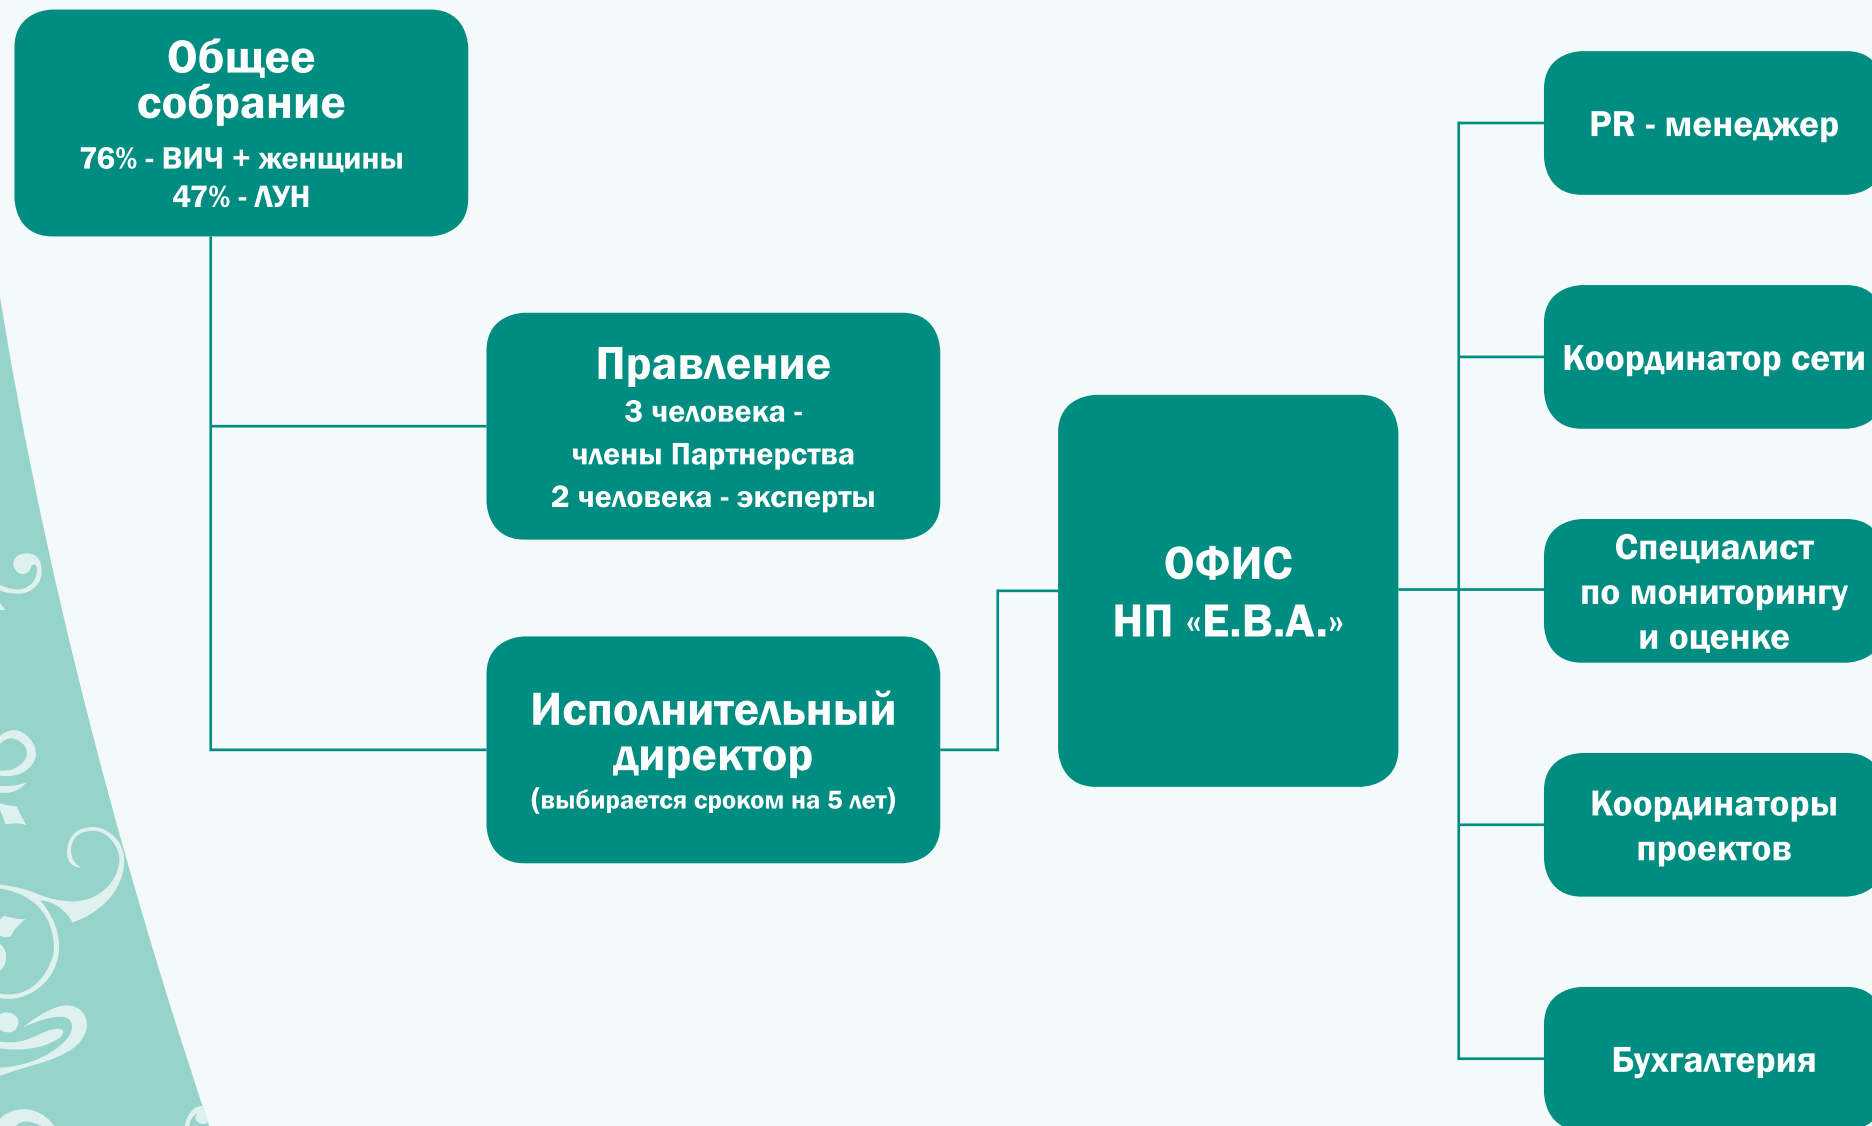 Общее
собрание
76% - ВИЧ + женщины
47% - ЛУН
Правление
3 человека -
члены Партнерства
2 человека - эксперты
Исполнительный
директор
(выбирается сроком на 5 лет)
ОФИС
НП «Е.В.А.»
PR - менеджер
Координатор сети
Специалист
по мониторингу
и оценке
Координаторы
проектов
Бухгалтерия